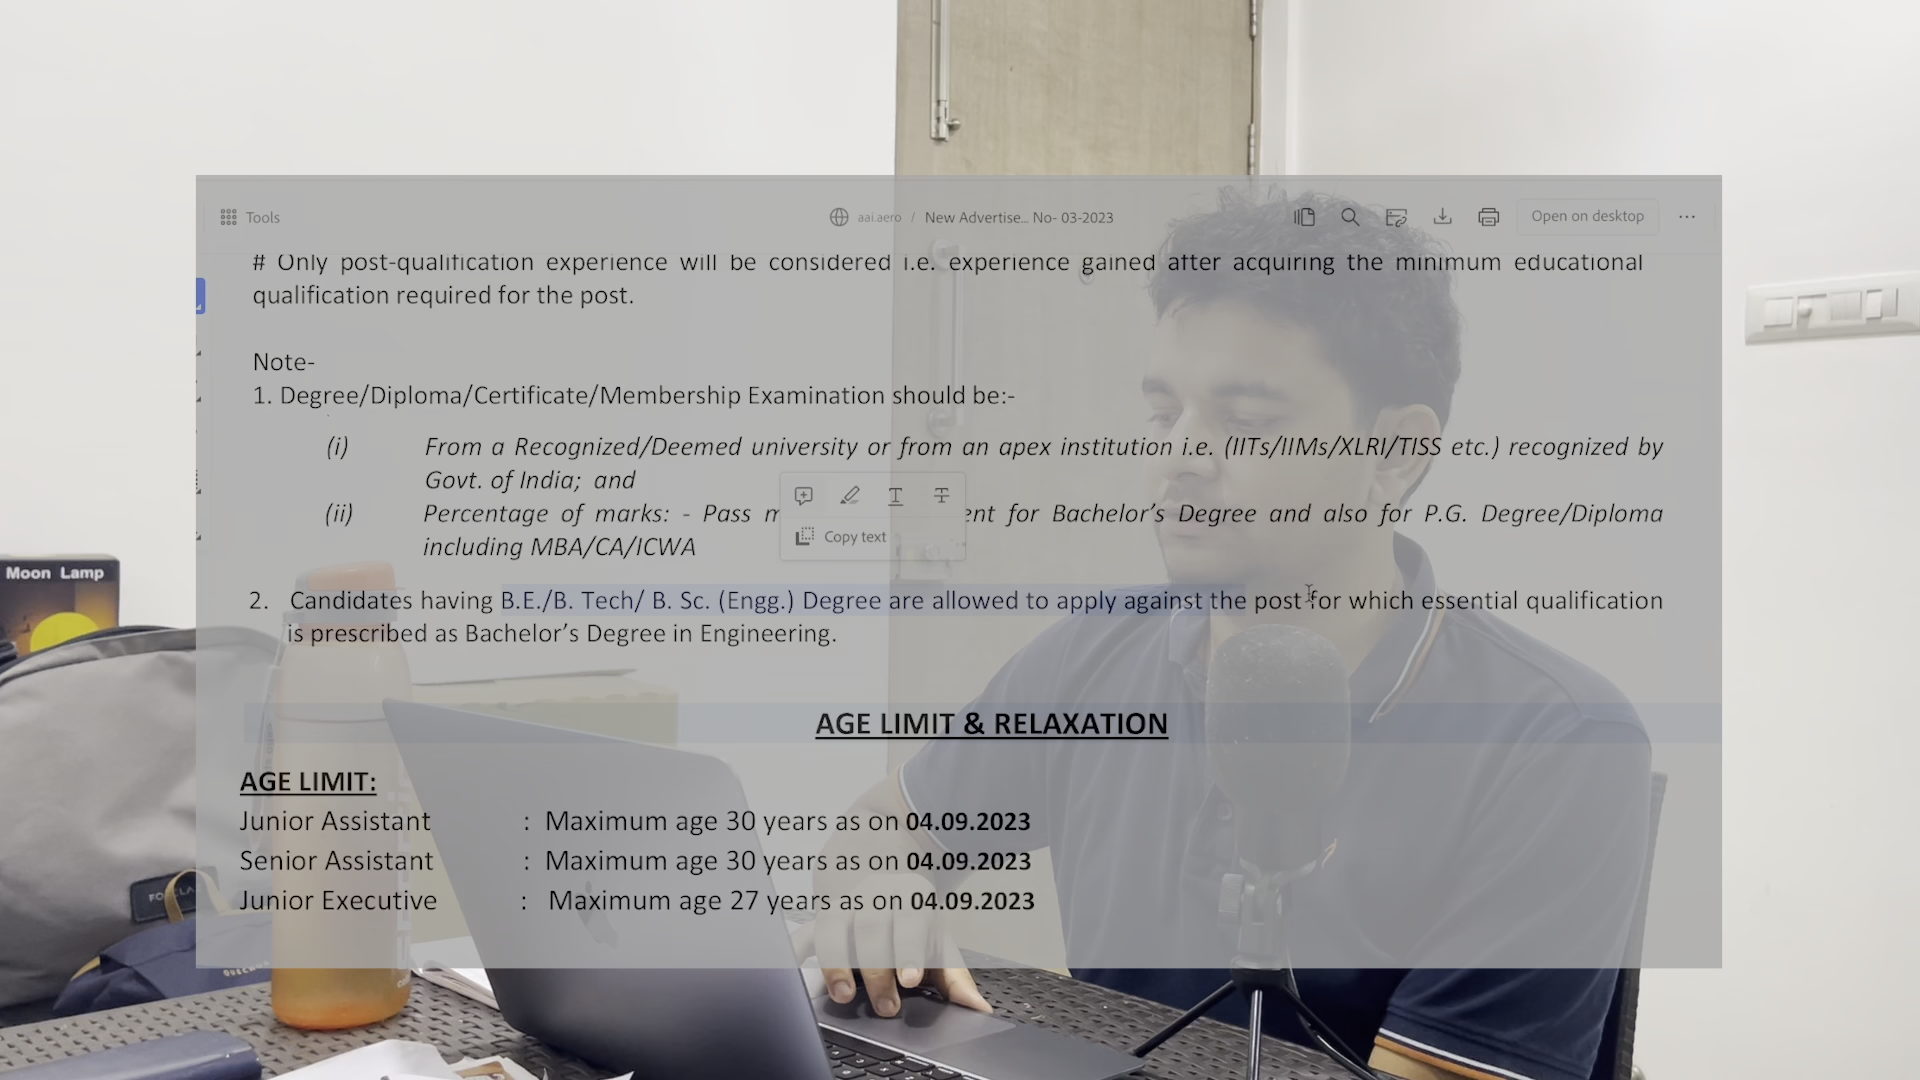 Tools
aai.aero / New Advertise... No- 03-2023
Open on desktop
# Only post-qualification experience will be considered i.e. experience gained after acquiring the minimum educational
qualification required for the post.
Note-
1. Degree/Diploma/Certificate/Membership Examination should be:-
(i) From a Recognized/Deemed university or from an apex institution i.e. (IITs/IIMs/XLRI/TISS etc.) recognized by
Govt. of India; and
(ii) Percentage of marks: - Pass for Bachelor's Degree and also for P.G. Degree/Diploma
including MBA/CA/ICWA
Copy text
2. Candidates having B.E./B. Tech/ B. Sc. (Engg.) Degree are allowed to apply against the post for which essential qualification
is prescribed as Bachelor's Degree in Engineering.
AGE LIMIT & RELAXATION
AGE LIMIT:
Junior Assistant : Maximum age 30 years as on 04.09.2023
Senior Assistant : Maximum age 30 years as on 04.09.2023
Junior Executive : Maximum age 27 years as on 04.09.2023
Moon Lamp